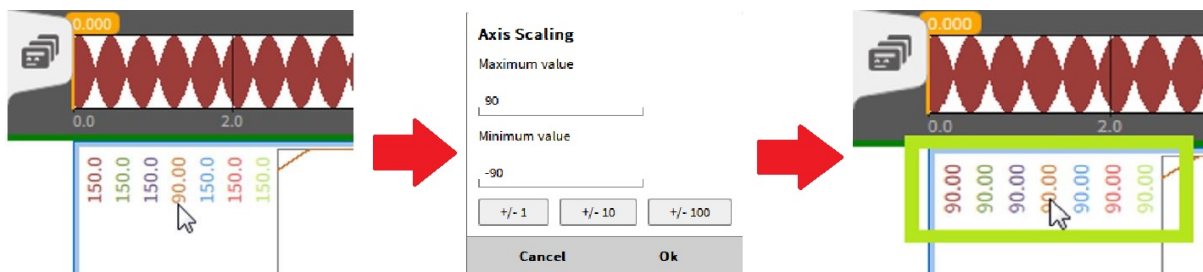 0.000
0.0 2.0
150.0 150.0 150.0 90.00 150.0 150.0 150.0
Axis Scaling
Maximum value
90
Minimum value
-90
+/- 1 +/- 10 +/- 100
Cancel Ok
0.000
0.0 2.0
90.00 90.00 90.00 90.00 90.00 90.00 90.00